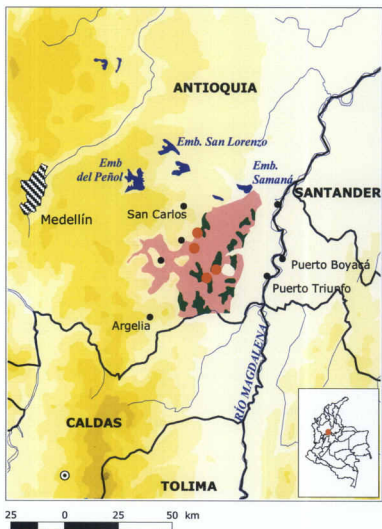 ANTIOQUIA
Emb. San Lorenzo
Emb
del Peñol
Emb.
Samaná
SANTANDER
Medellín
San Carlos
Puerto Boyacá
Puerto Triunfo
Argelia
RÍO MAGDALENA
CALDAS
TOLIMA
25 0 25 50 km